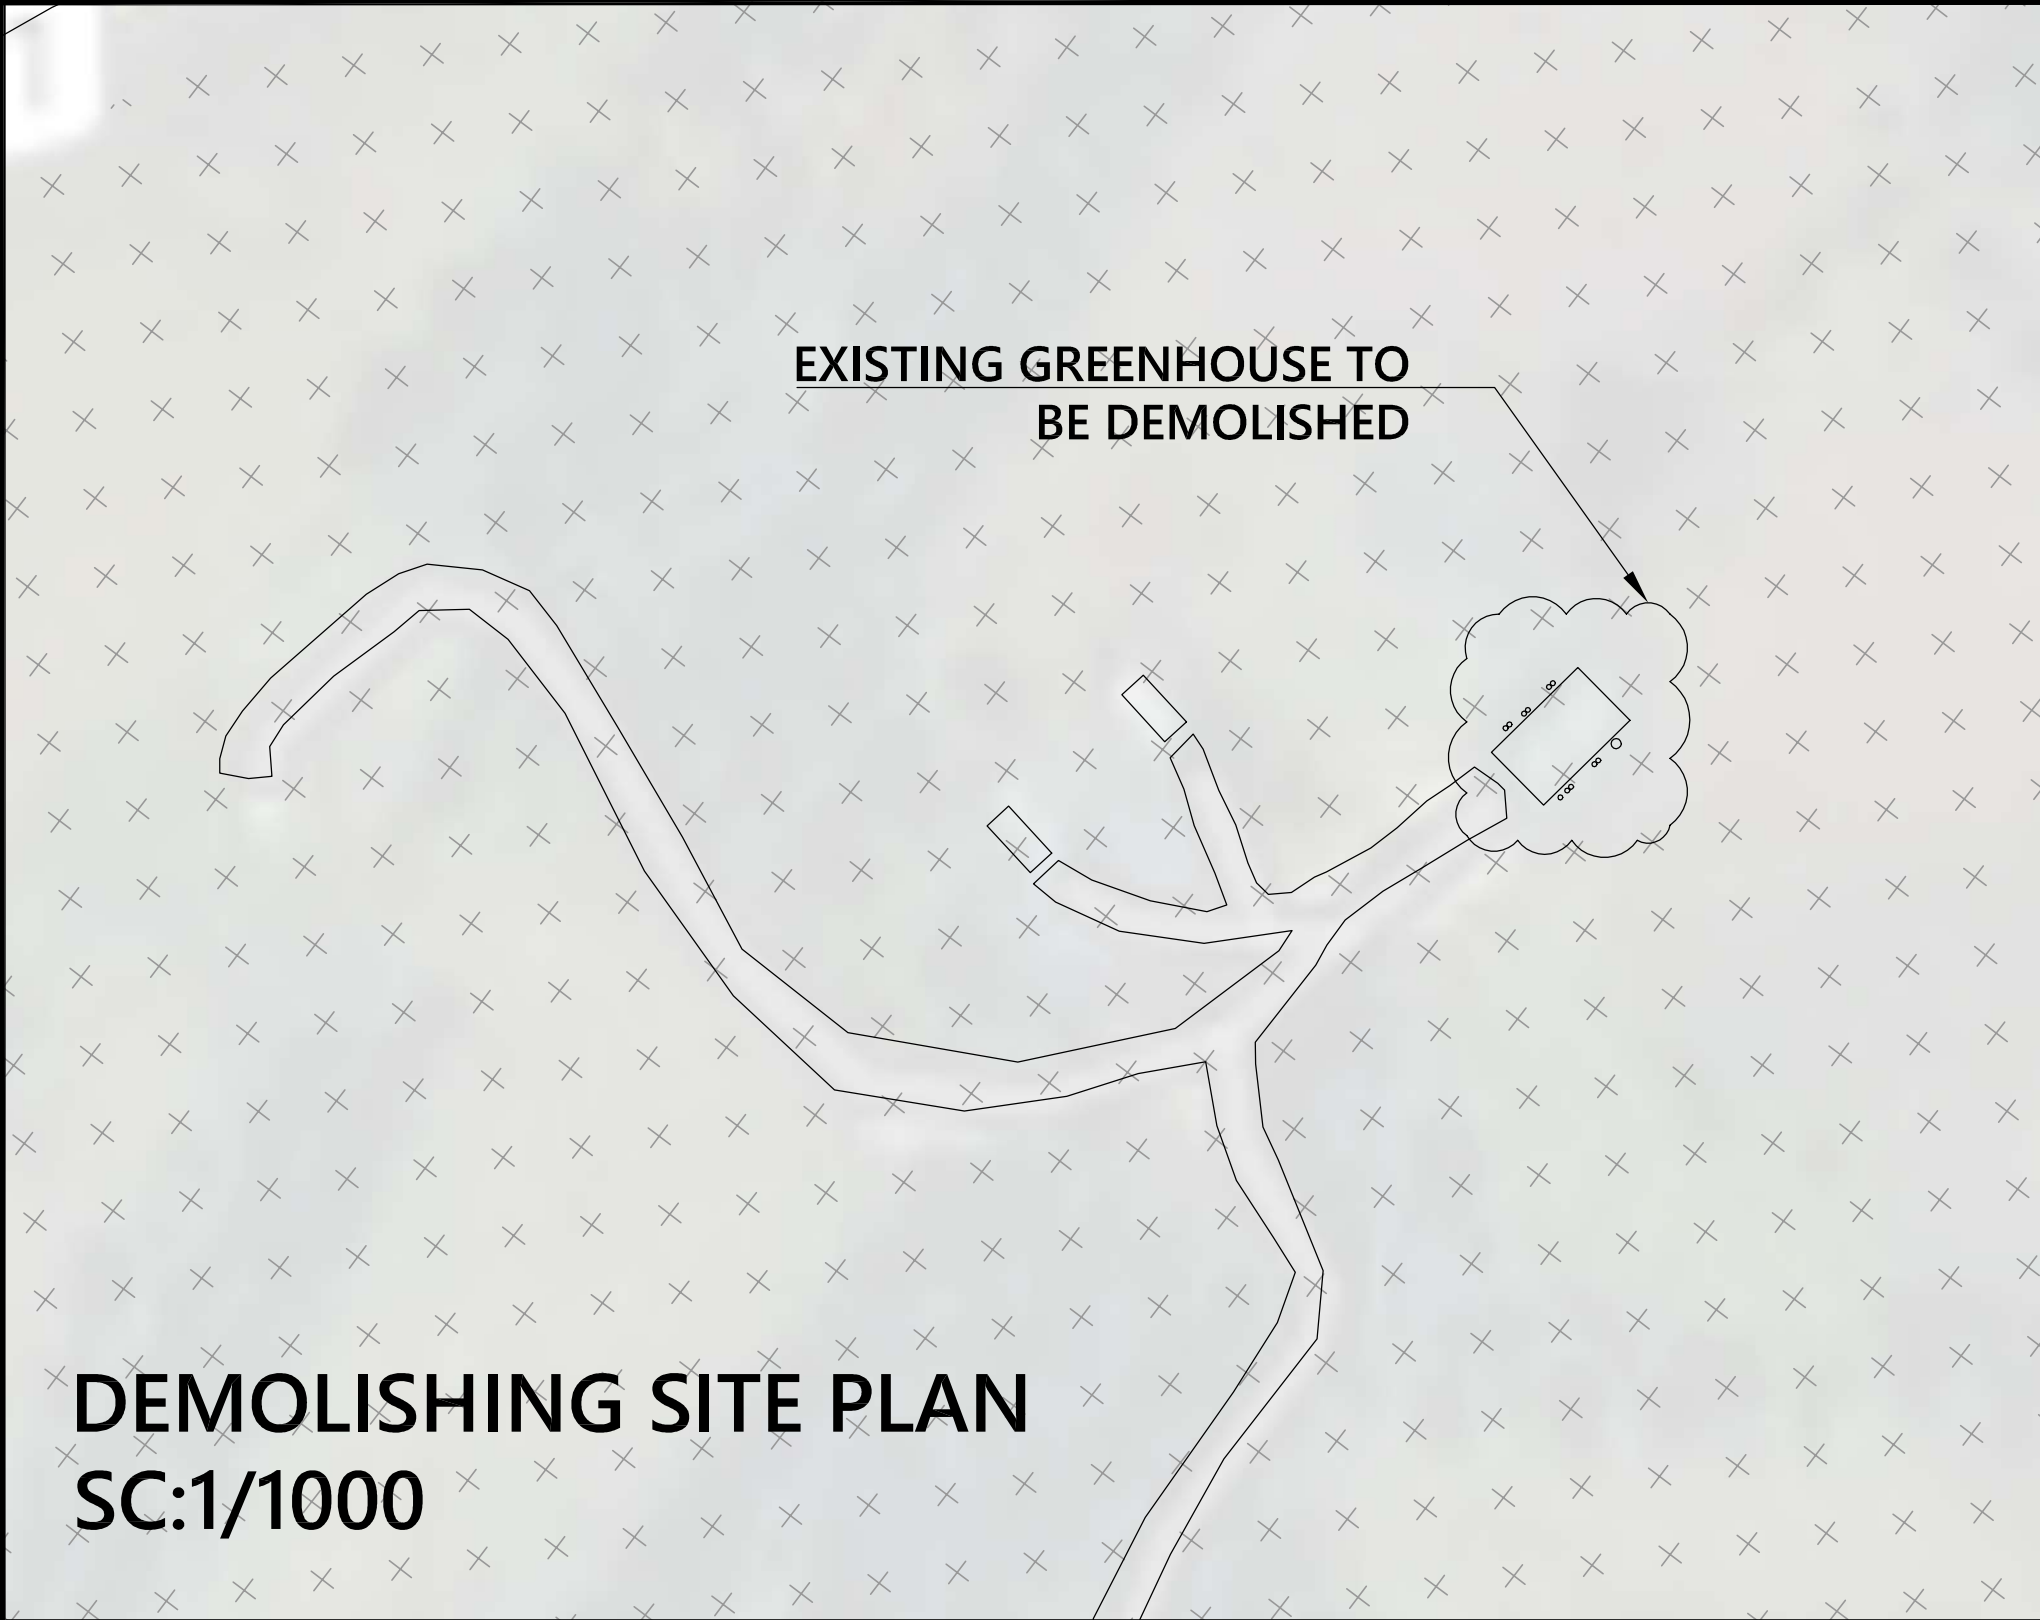 EXISTING GREENHOUSE TO
BE DEMOLISHED
DEMOLISHING SITE PLAN
SC:1/1000